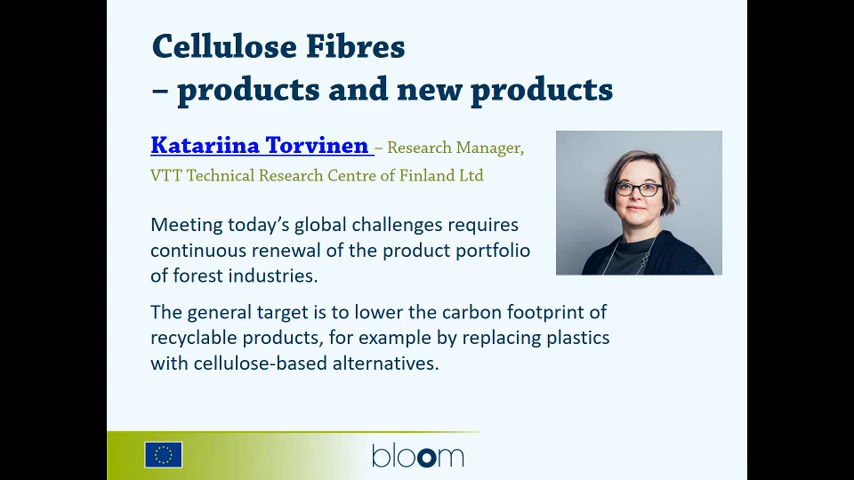 Cellulose Fibres
– products and new products
Katariina Torvinen – Research Manager,
VTT Technical Research Centre of Finland Ltd
Meeting today’s global challenges requires
continuous renewal of the product portfolio
of forest industries.
The general target is to lower the carbon footprint of
recyclable products, for example by replacing plastics
with cellulose-based alternatives.
bloom